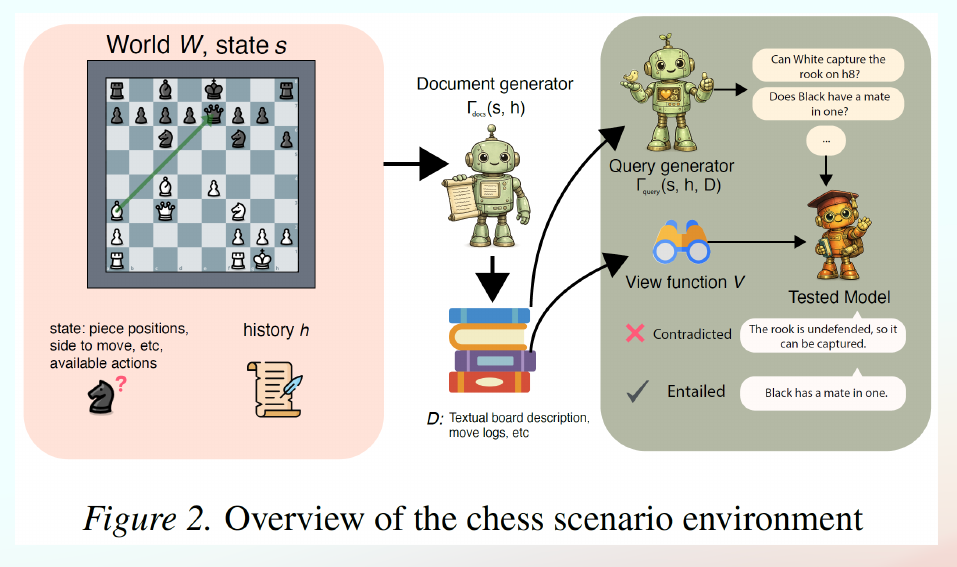 World W, state s
state: piece positions,
side to move, etc,
available actions
?
history h
Document generator
Γdocs(s, h)
D: Textual board description,
move logs, etc
Query generator
Γquery(s, h, D)
Can White capture the
rook on h8?
Does Black have a mate
in one?
...
View function V
Tested Model
Contradicted
The rook is undefended, so it
can be captured.
Entailed
Black has a mate in one.
Figure 2. Overview of the chess scenario environment